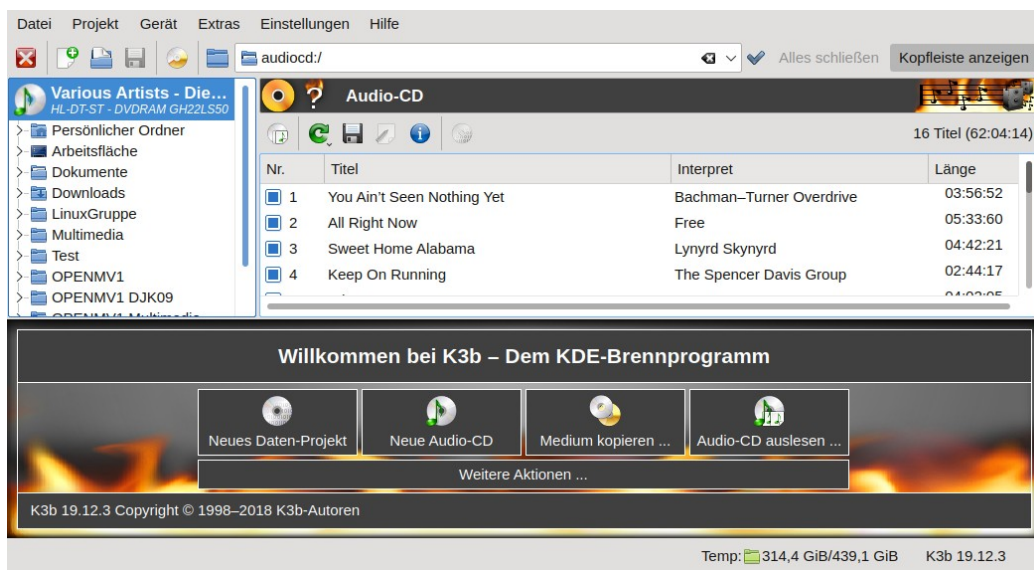 Datei Projekt Gerät Extras Einstellungen Hilfe
audiocd:/ Alles schließen Kopfleiste anzeigen
Various Artists - Die...
HL-DT-ST - DVDRAM GH22LS50
Persönlicher Ordner
Arbeitsfläche
Dokumente
Downloads
LinuxGruppe
Multimedia
Test
OPENMV1
OPENMV1 DJK09
OPENMV1 Multimedia
Audio-CD
16 Titel (62:04:14)
Nr. Titel Interpret Länge
1 You Ain’t Seen Nothing Yet Bachman–Turner Overdrive 03:56:52
2 All Right Now Free 05:33:60
3 Sweet Home Alabama Lynyrd Skynyrd 04:42:21
4 Keep On Running The Spencer Davis Group 02:44:17
Willkommen bei K3b – Dem KDE-Brennprogramm
Neues Daten-Projekt Neue Audio-CD Medium kopieren ... Audio-CD auslesen ...
Weitere Aktionen ...
K3b 19.12.3 Copyright © 1998–2018 K3b-Autoren
Temp: 314,4 GiB/439,1 GiB K3b 19.12.3